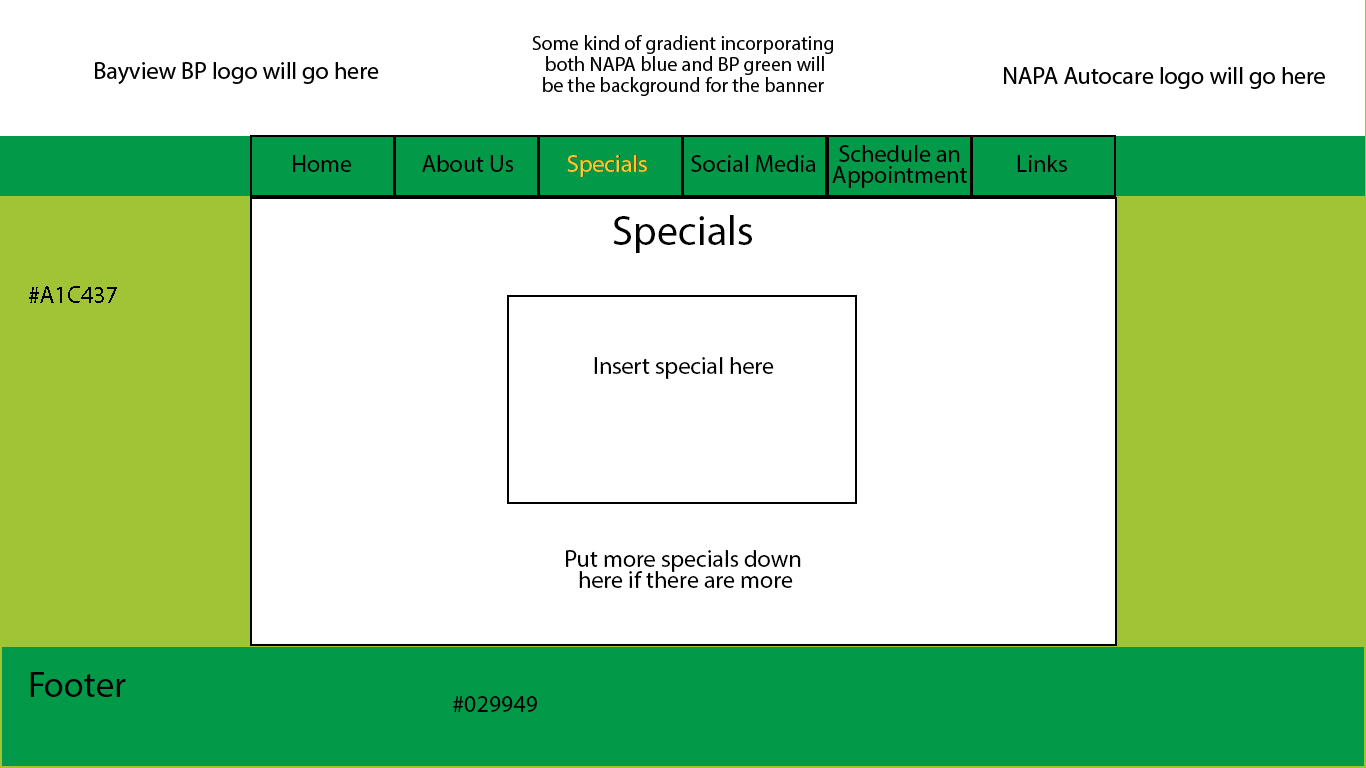 Bayview BP logo will go here
Some kind of gradient incorporating
both NAPA blue and BP green will
be the background for the banner
NAPA Autocare logo will go here
Home
About Us
Specials
Social Media
Schedule an
Appointment
Links
Specials
#A1C437
Insert special here
Put more specials down
here if there are more
Footer
#029949